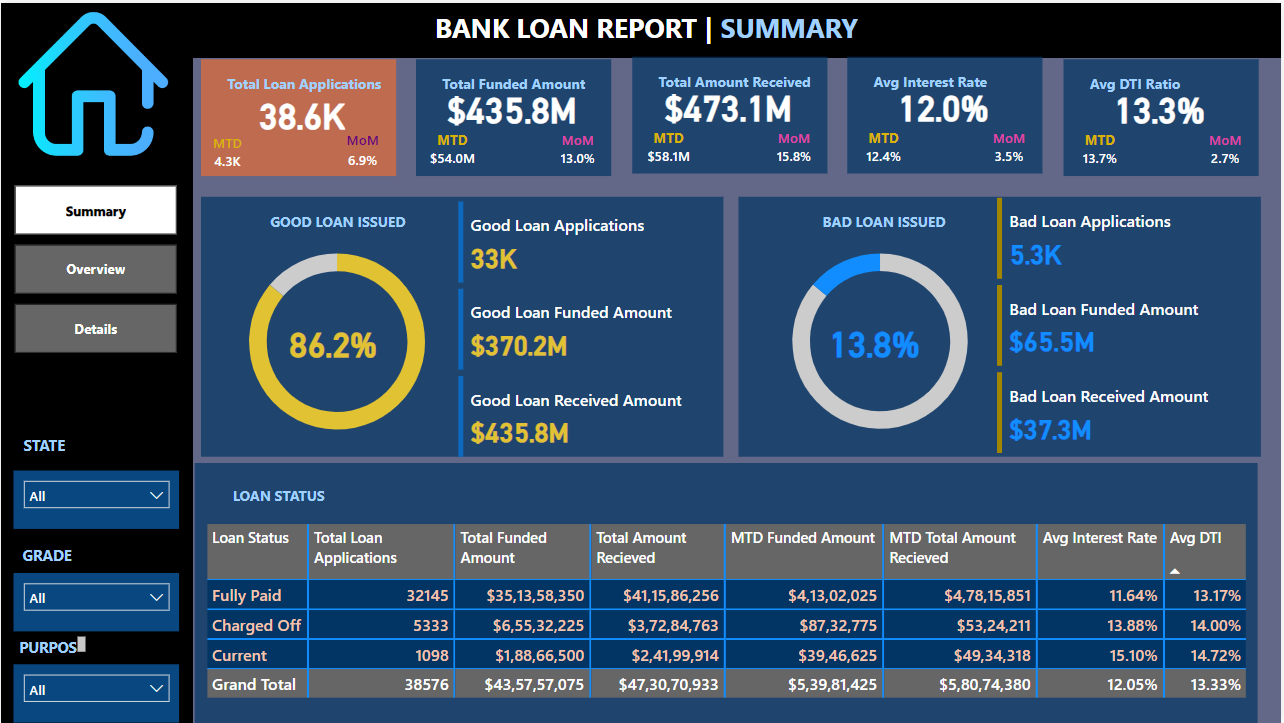 BANK LOAN REPORT | SUMMARY
Total Loan Applications
38.6K
MTD MoM
4.3K 6.9%
Total Funded Amount
$435.8M
MTD MoM
$54.0M 13.0%
Total Amount Received
$473.1M
MTD MoM
$58.1M 15.8%
Avg Interest Rate
12.0%
MTD MoM
12.4% 3.5%
Avg DTI Ratio
13.3%
MTD MoM
13.7% 2.7%
Summary
Overview
Details
STATE
All
GRADE
All
PURPOS
All
GOOD LOAN ISSUED
86.2%
Good Loan Applications
33K
Good Loan Funded Amount
$370.2M
Good Loan Received Amount
$435.8M
BAD LOAN ISSUED
13.8%
Bad Loan Applications
5.3K
Bad Loan Funded Amount
$65.5M
Bad Loan Received Amount
$37.3M
LOAN STATUS
Loan Status Total Loan Applications Total Funded Amount Total Amount Recieved MTD Funded Amount MTD Total Amount Recieved Avg Interest Rate Avg DTI
Fully Paid 32145 $35,13,58,350 $41,15,86,256 $4,13,02,025 $4,78,15,851 11.64% 13.17%
Charged Off 5333 $6,55,32,225 $3,72,84,763 $87,32,775 $53,24,211 13.88% 14.00%
Current 1098 $1,88,66,500 $2,41,99,914 $39,46,625 $49,34,318 15.10% 14.72%
Grand Total 38576 $43,57,57,075 $47,30,70,933 $5,39,81,425 $5,80,74,380 12.05% 13.33%